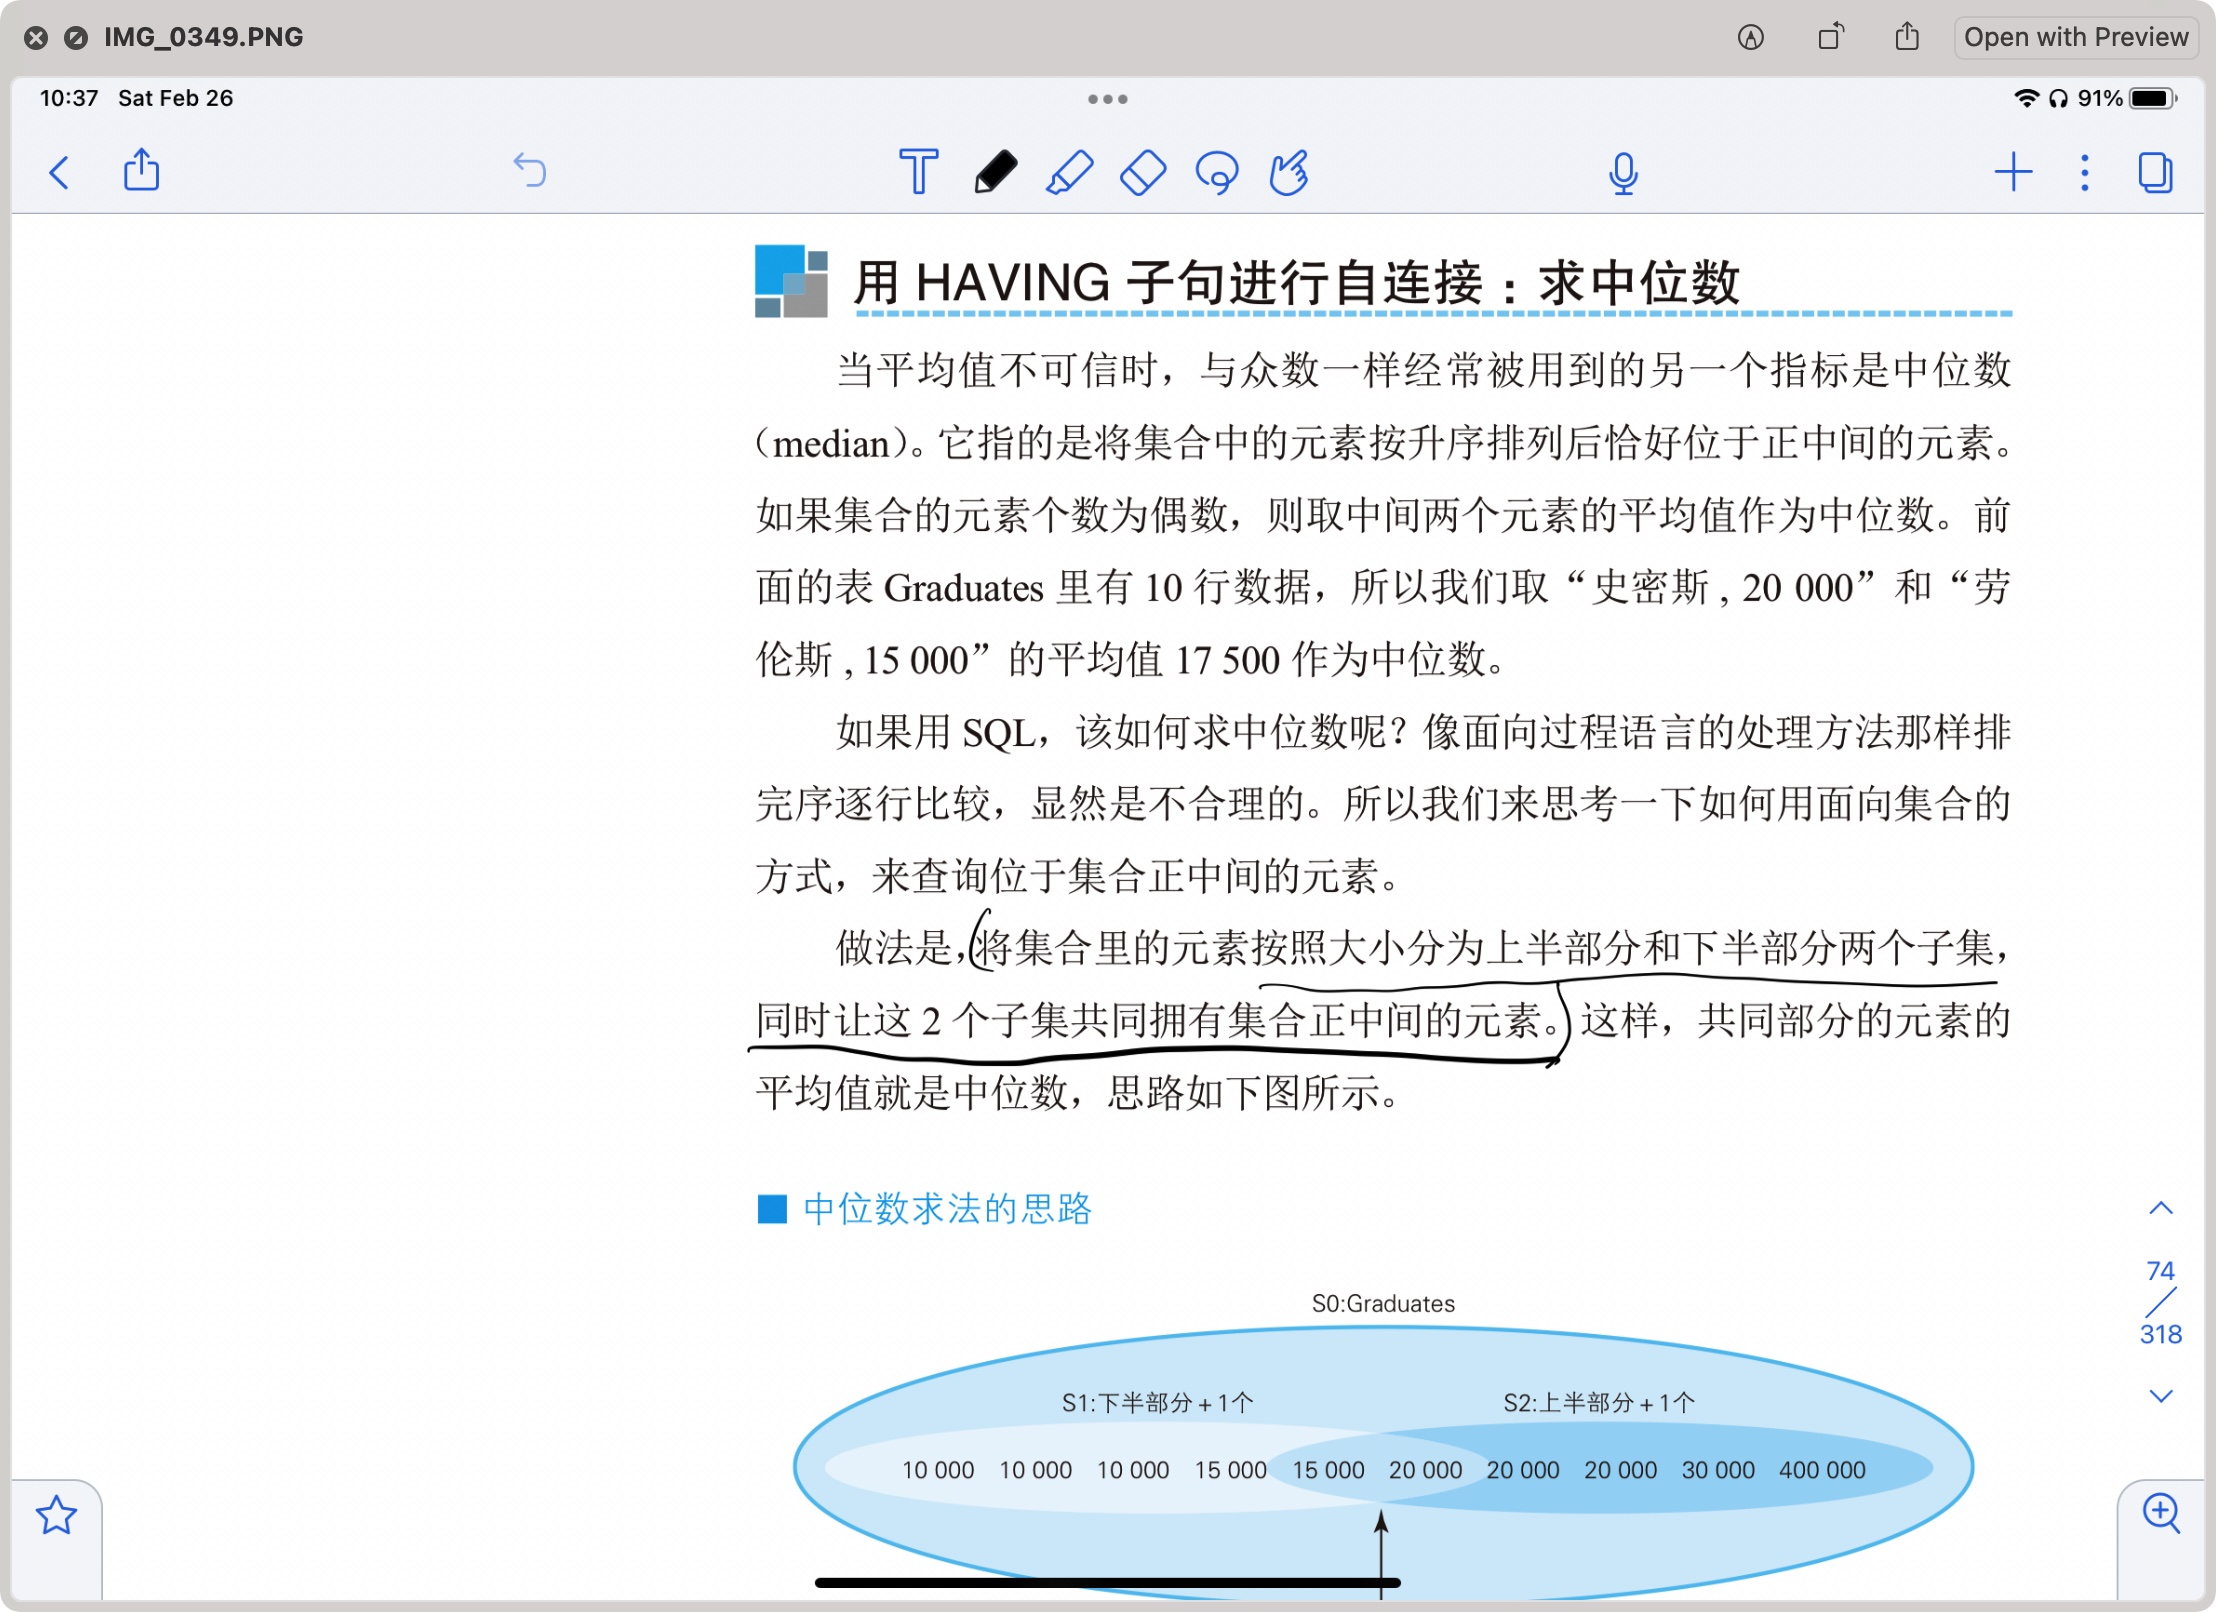 IMG_0349.PNG
Open with Preview
10:37 Sat Feb 26
91%
用 HAVING 子句进行自连接：求中位数
当平均值不可信时，与众数一样经常被用到的另一个指标是中位数
（median）。它指的是将集合中的元素按升序排列后恰好位于正中间的元素。
如果集合的元素个数为偶数，则取中间两个元素的平均值作为中位数。前
面的表 Graduates 里有 10 行数据，所以我们取“史密斯 , 20 000”和“劳
伦斯 , 15 000”的平均值 17 500 作为中位数。
如果用 SQL，该如何求中位数呢？像面向过程语言的处理方法那样排
完序逐行比较，显然是不合理的。所以我们来思考一下如何用面向集合的
方式，来查询位于集合正中间的元素。
做法是，将集合里的元素按照大小分为上半部分和下半部分两个子集，
同时让这 2 个子集共同拥有集合正中间的元素。这样，共同部分的元素的
平均值就是中位数，思路如下图所示。
中位数求法的思路
S0:Graduates
S1:下半部分+1个
S2:上半部分+1个
10 000 10 000 10 000 15 000 15 000 20 000 20 000 20 000 30 000 400 000
74
318